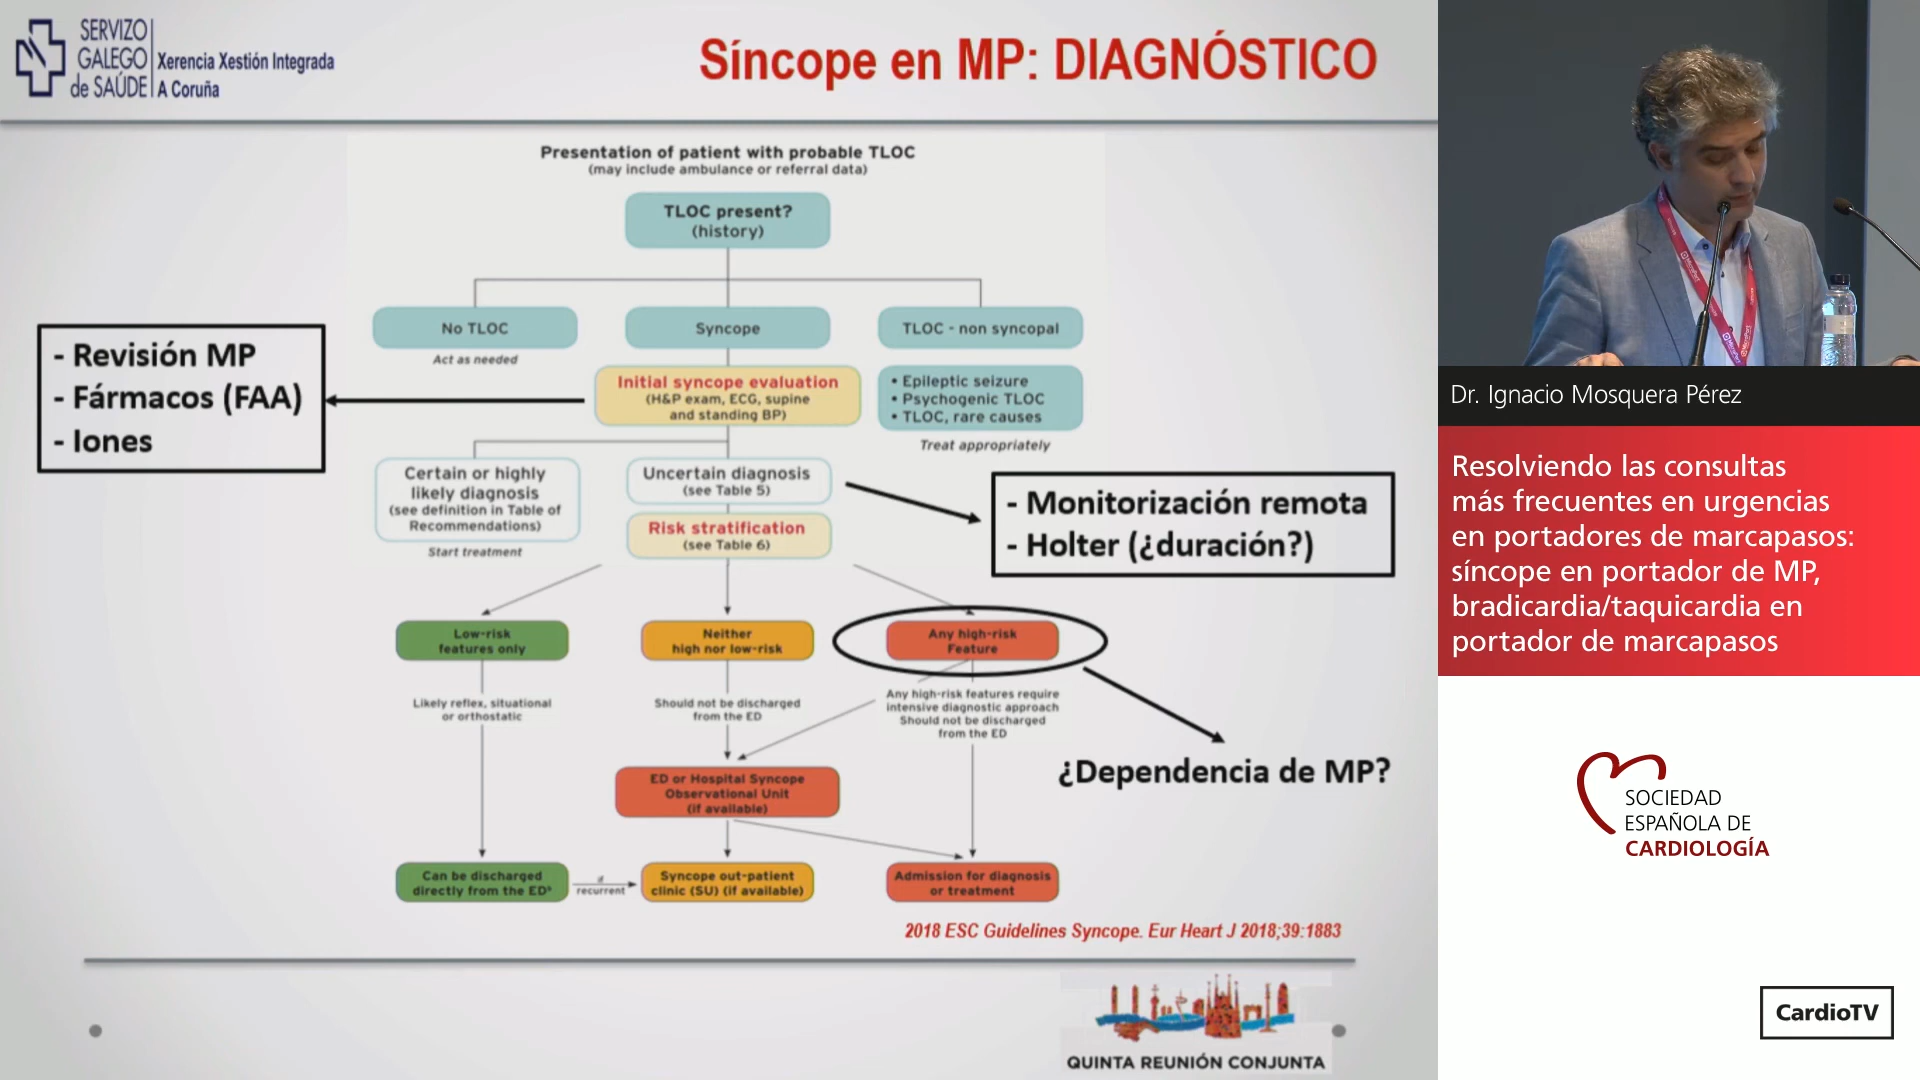 SERVIZO
GALEGO
de SAÚDE
Xerencia Xestión Integrada
A Coruña
Síncope en MP: DIAGNÓSTICO
Presentation of patient with probable TLOC
(may include ambulance or referral data)
TLOC present?
(history)
No TLOC
Act as needed
Syncope
TLOC - non syncopal
- Revisión MP
- Fármacos (FAA)
- Iones
Initial syncope evaluation
(H&P exam, ECG, supine
and standing BP)
• Epileptic seizure
• Psychogenic TLOC
• TLOC, rare causes
Treat appropriately
Certain or highly
likely diagnosis
(see definition in Table of
Recommendations)
Start treatment
Uncertain diagnosis
(see Table 5)
Risk stratification
(see Table 6)
- Monitorización remota
- Holter (¿duración?)
Low-risk
features only
Neither
high nor low-risk
Any high-risk
Feature
Likely reflex, situational
or orthostatic
Should not be discharged
from the ED
Any high-risk features require
intensive diagnostic approach
Should not be discharged
from the ED
¿Dependencia de MP?
ED or Hospital Syncope
Observational Unit
(if available)
Can be discharged
directly from the ED
if
recurrent
Syncope out-patient
clinic (SU) (if available)
Admission for diagnosis
or treatment
2018 ESC Guidelines Syncope. Eur Heart J 2018;39:1883
QUINTA REUNIÓN CONJUNTA
Dr. Ignacio Mosquera Pérez
Resolviendo las consultas
más frecuentes en urgencias
en portadores de marcapasos:
síncope en portador de MP,
bradicardia/taquicardia en
portador de marcapasos
SOCIEDAD
ESPAÑOLA DE
CARDIOLOGÍA
CardioTV